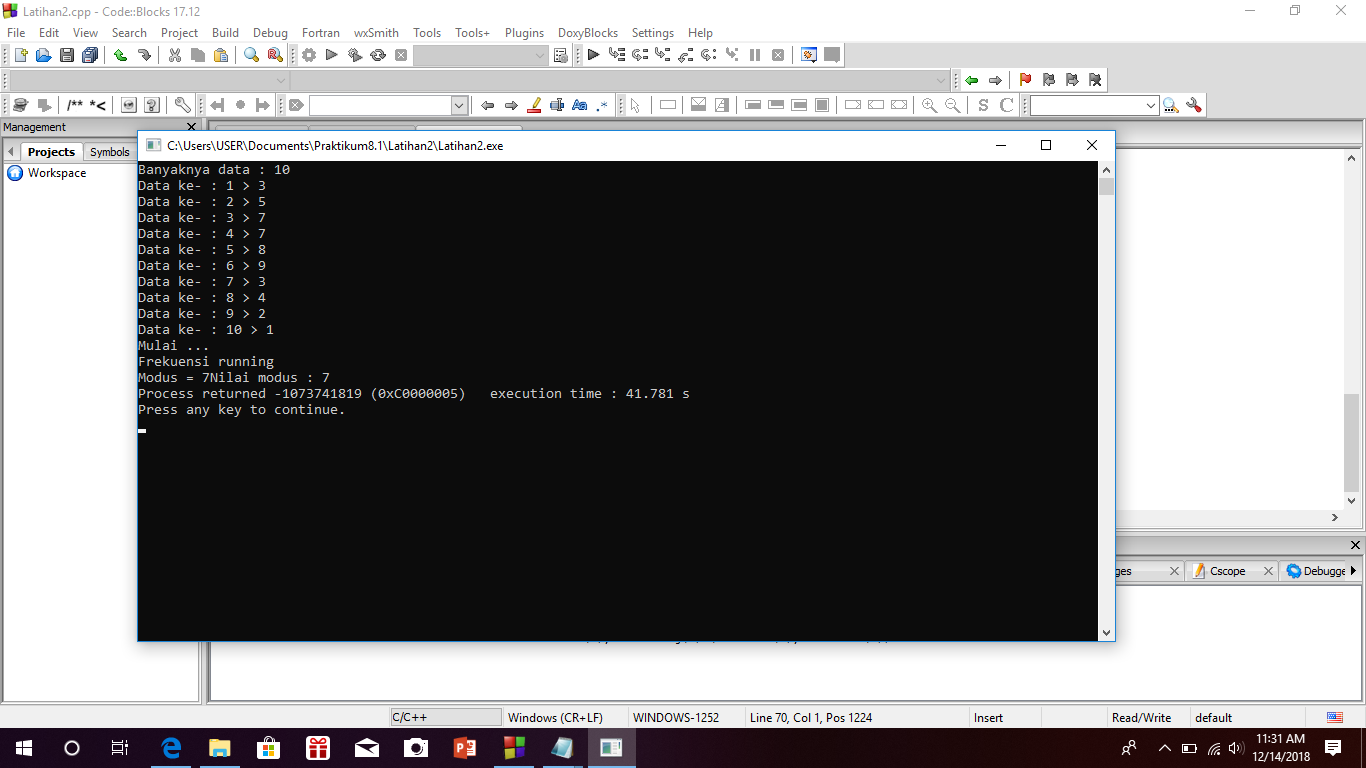 Latihan2.cpp - Code::Blocks 17.12
File Edit View Search Project Build Debug Fortran wxSmith Tools Tools+ Plugins DoxyBlocks Settings Help
/** *< 
Aa .*
S C
Management
Projects Symbols
Workspace
C:\Users\USER\Documents\Praktikum8.1\Latihan2\Latihan2.exe
Banyaknya data : 10
Data ke- : 1 > 3
Data ke- : 2 > 5
Data ke- : 3 > 7
Data ke- : 4 > 7
Data ke- : 5 > 8
Data ke- : 6 > 9
Data ke- : 7 > 3
Data ke- : 8 > 4
Data ke- : 9 > 2
Data ke- : 10 > 1
Mulai ...
Frekuensi running
Modus = 7Nilai modus : 7
Process returned -1073741819 (0xC0000005)   execution time : 41.781 s
Press any key to continue.
ges Cscope Debugge
C/C++ Windows (CR+LF) WINDOWS-1252 Line 70, Col 1, Pos 1224 Insert Read/Write default
11:31 AM
12/14/2018